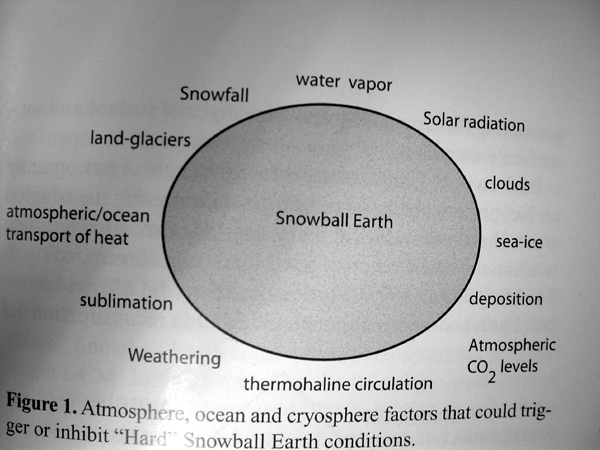 water vapor
Snowfall
Solar radiation
land-glaciers
clouds
atmospheric/ocean
transport of heat
Snowball Earth
sea-ice
sublimation
deposition
Weathering
Atmospheric
CO2 levels
thermohaline circulation
Figure 1. Atmosphere, ocean and cryosphere factors that could trig-
ger or inhibit “Hard” Snowball Earth conditions.